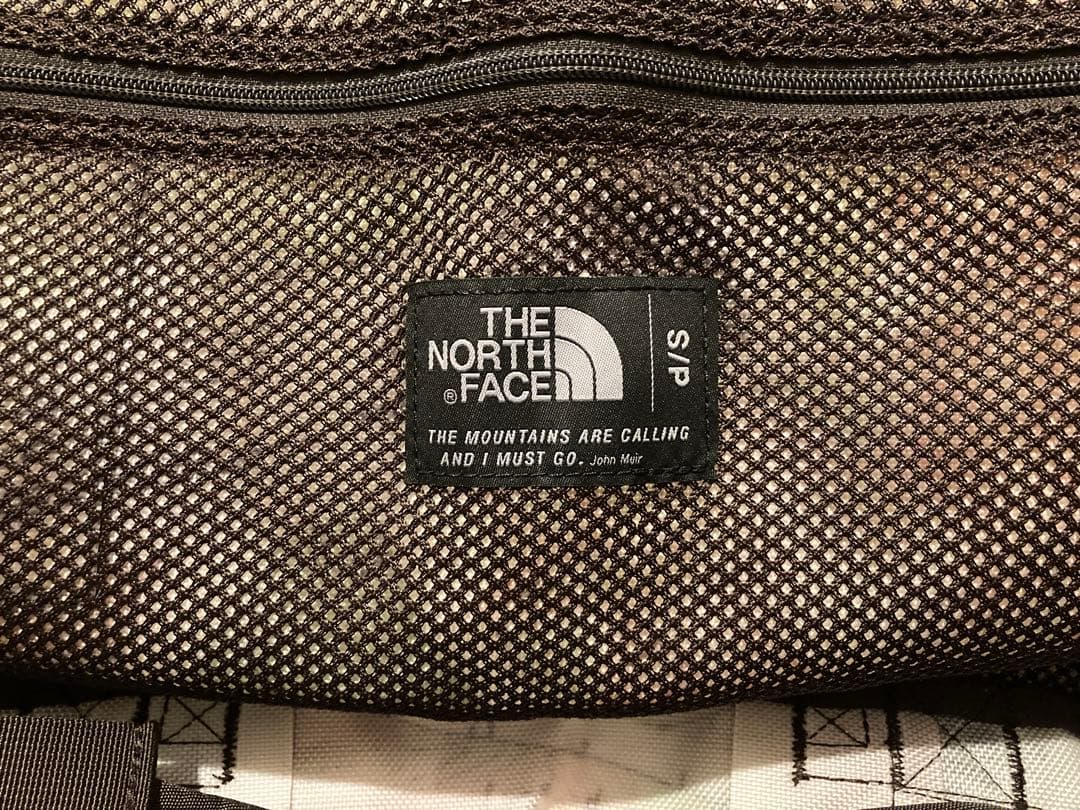 THE
NORTH
® FACE
S/P
THE MOUNTAINS ARE CALLING
AND I MUST GO. John Muir